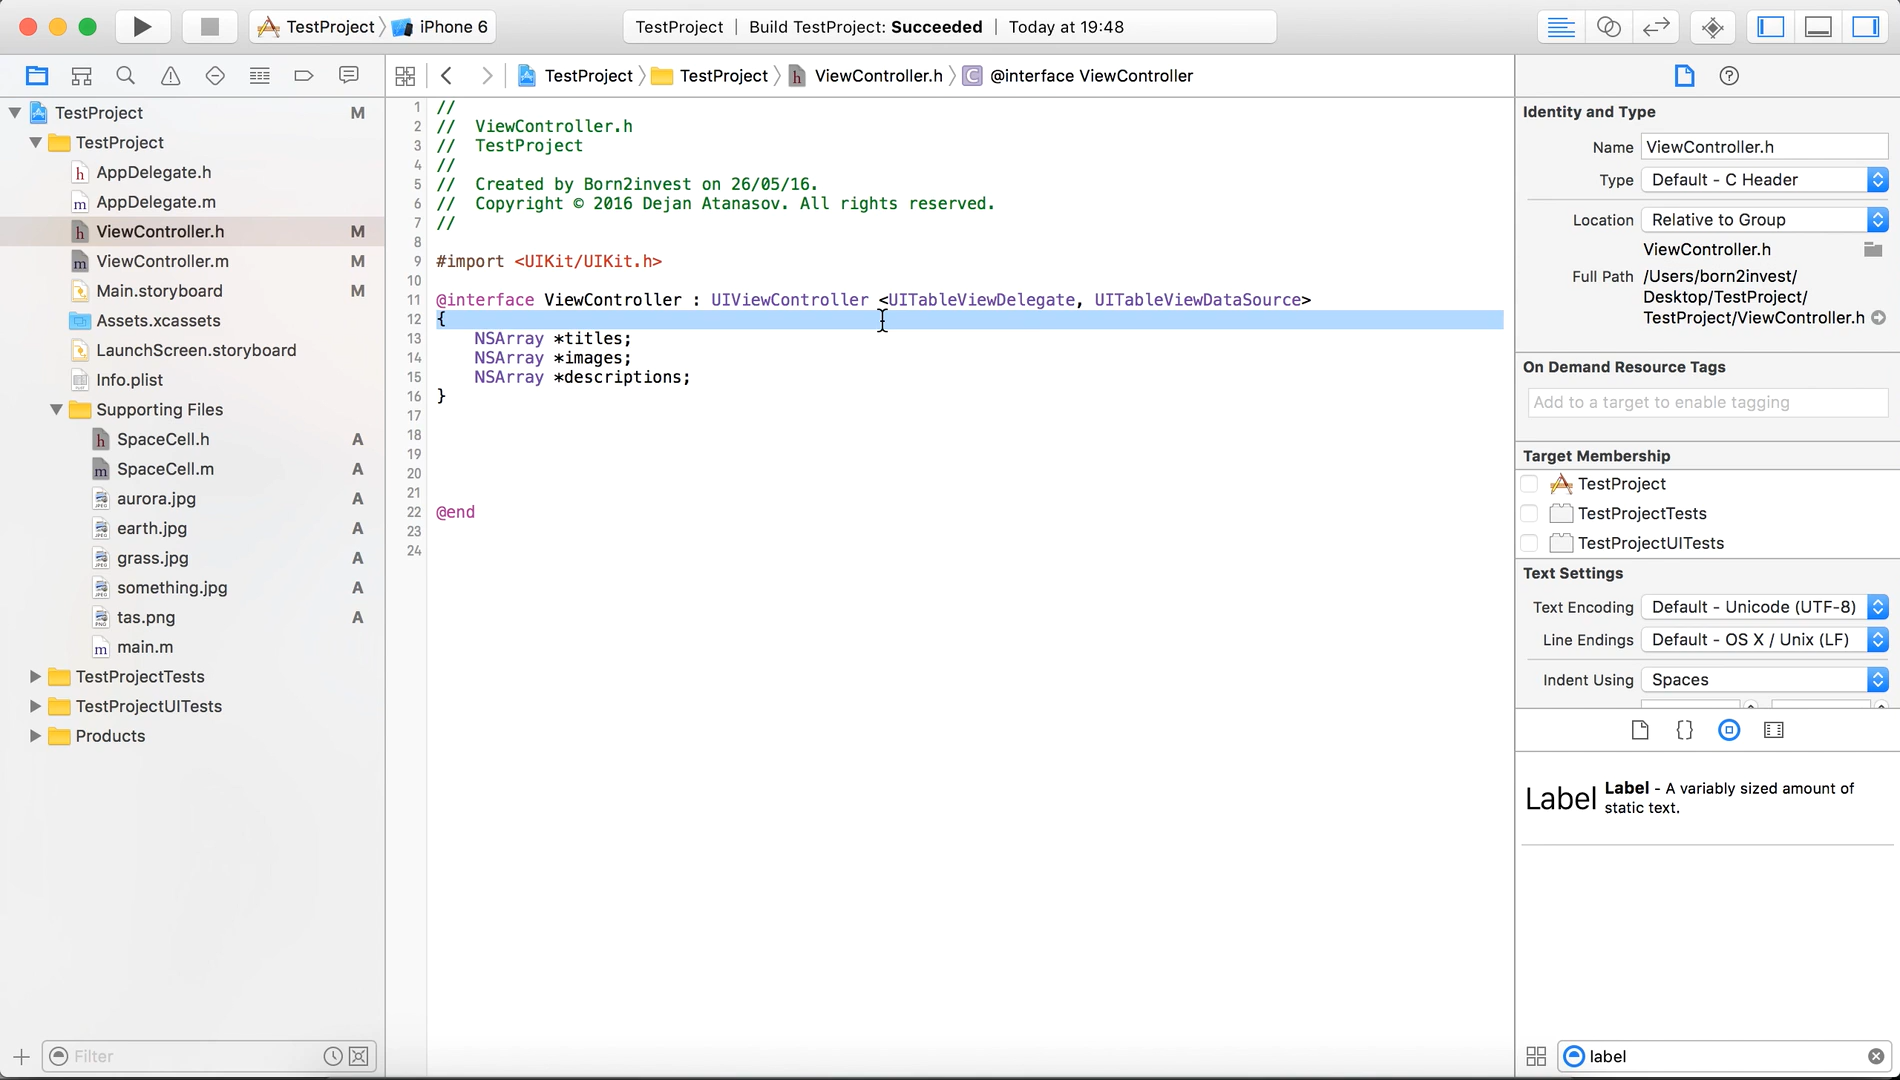 TestProject
iPhone 6
TestProject | Build TestProject: Succeeded | Today at 19:48
TestProject
M
TestProject
AppDelegate.h
AppDelegate.m
ViewController.h
M
ViewController.m
M
Main.storyboard
M
Assets.xcassets
LaunchScreen.storyboard
Info.plist
Supporting Files
SpaceCell.h
A
SpaceCell.m
A
aurora.jpg
A
earth.jpg
A
grass.jpg
A
something.jpg
A
tas.png
A
main.m
TestProjectTests
TestProjectUITests
Products
Filter
TestProject
TestProject
ViewController.h
@interface ViewController
1 //
2 //  ViewController.h
3 //  TestProject
4 //
5 //  Created by Born2invest on 26/05/16.
6 //  Copyright © 2016 Dejan Atanasov. All rights reserved.
7 //
8
9 #import <UIKit/UIKit.h>
10
11 @interface ViewController : UIViewController <UITableViewDelegate, UITableViewDataSource>
12 {
13     NSArray *titles;
14     NSArray *images;
15     NSArray *descriptions;
16 }
17
18
19
20
21
22 @end
23
24
Identity and Type
Name ViewController.h
Type Default - C Header
Location Relative to Group
ViewController.h
Full Path /Users/born2invest/
Desktop/TestProject/
TestProject/ViewController.h
On Demand Resource Tags
Add to a target to enable tagging
Target Membership
TestProject
TestProjectTests
TestProjectUITests
Text Settings
Text Encoding Default - Unicode (UTF-8)
Line Endings Default - OS X / Unix (LF)
Indent Using Spaces
Label
Label - A variably sized amount of
static text.
label